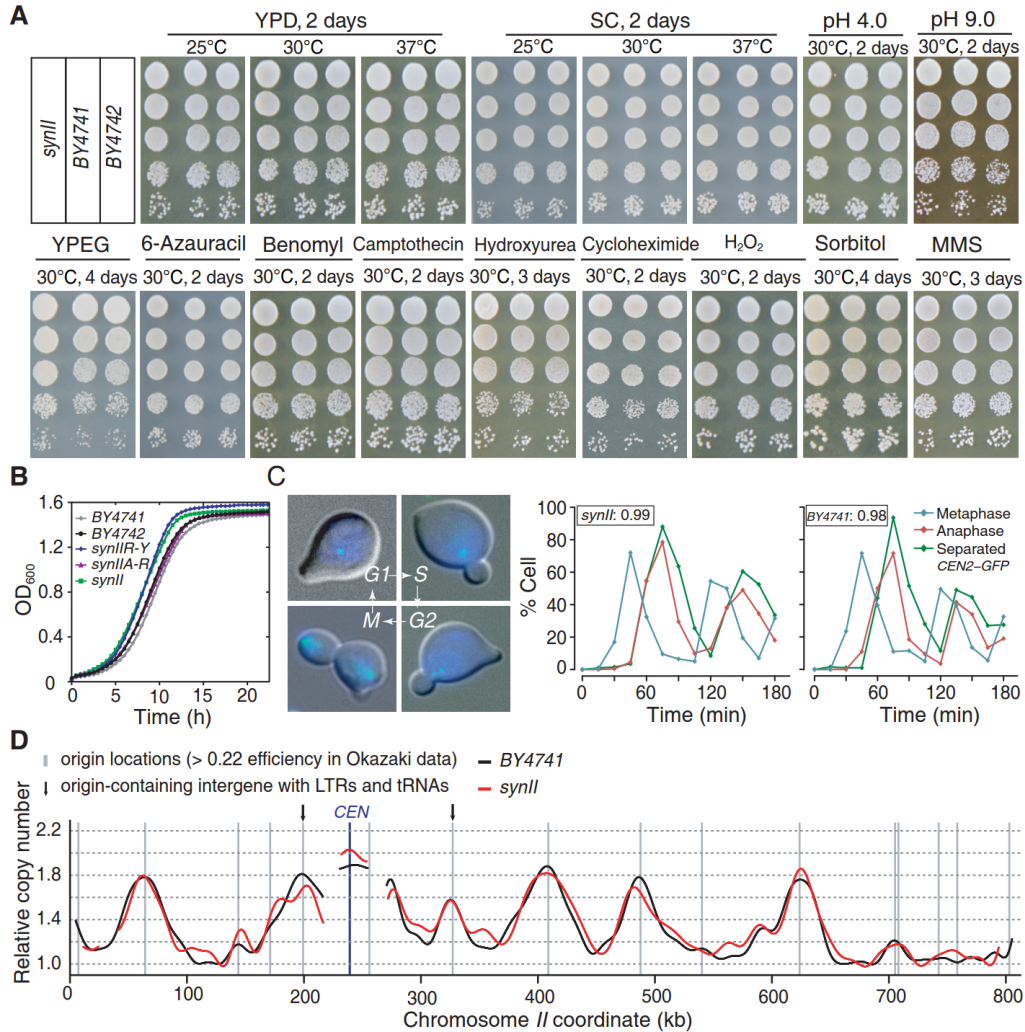 A
YPD, 2 days
SC, 2 days
pH 4.0
pH 9.0
25°C
30°C
37°C
25°C
30°C
37°C
30°C, 2 days
30°C, 2 days
synII
BY4741
BY4742
YPEG
6-Azauracil
Benomyl
Camptothecin
Hydroxyurea
Cycloheximide
H₂O₂
Sorbitol
MMS
30°C, 4 days
30°C, 2 days
30°C, 2 days
30°C, 2 days
30°C, 3 days
30°C, 2 days
30°C, 2 days
30°C, 4 days
30°C, 3 days
B
OD₆₀₀
1.6
1.2
0.8
0.4
0
BY4741
BY4742
synIIR-Y
synIIA-R
synII
0 5 10 15 20
Time (h)
C
G1
S
M
G2
% Cell
100
80
60
40
20
0
synII: 0.99
0 60 120 180
Time (min)
BY4741: 0.98
0 60 120 180
Time (min)
Metaphase
Anaphase
Separated
CEN2–GFP
D
origin locations (> 0.22 efficiency in Okazaki data)
BY4741
origin-containing intergene with LTRs and tRNAs
synII
CEN
Relative copy number
2.2
1.8
1.4
1.0
0 100 200 300 400 500 600 700 800
Chromosome II coordinate (kb)